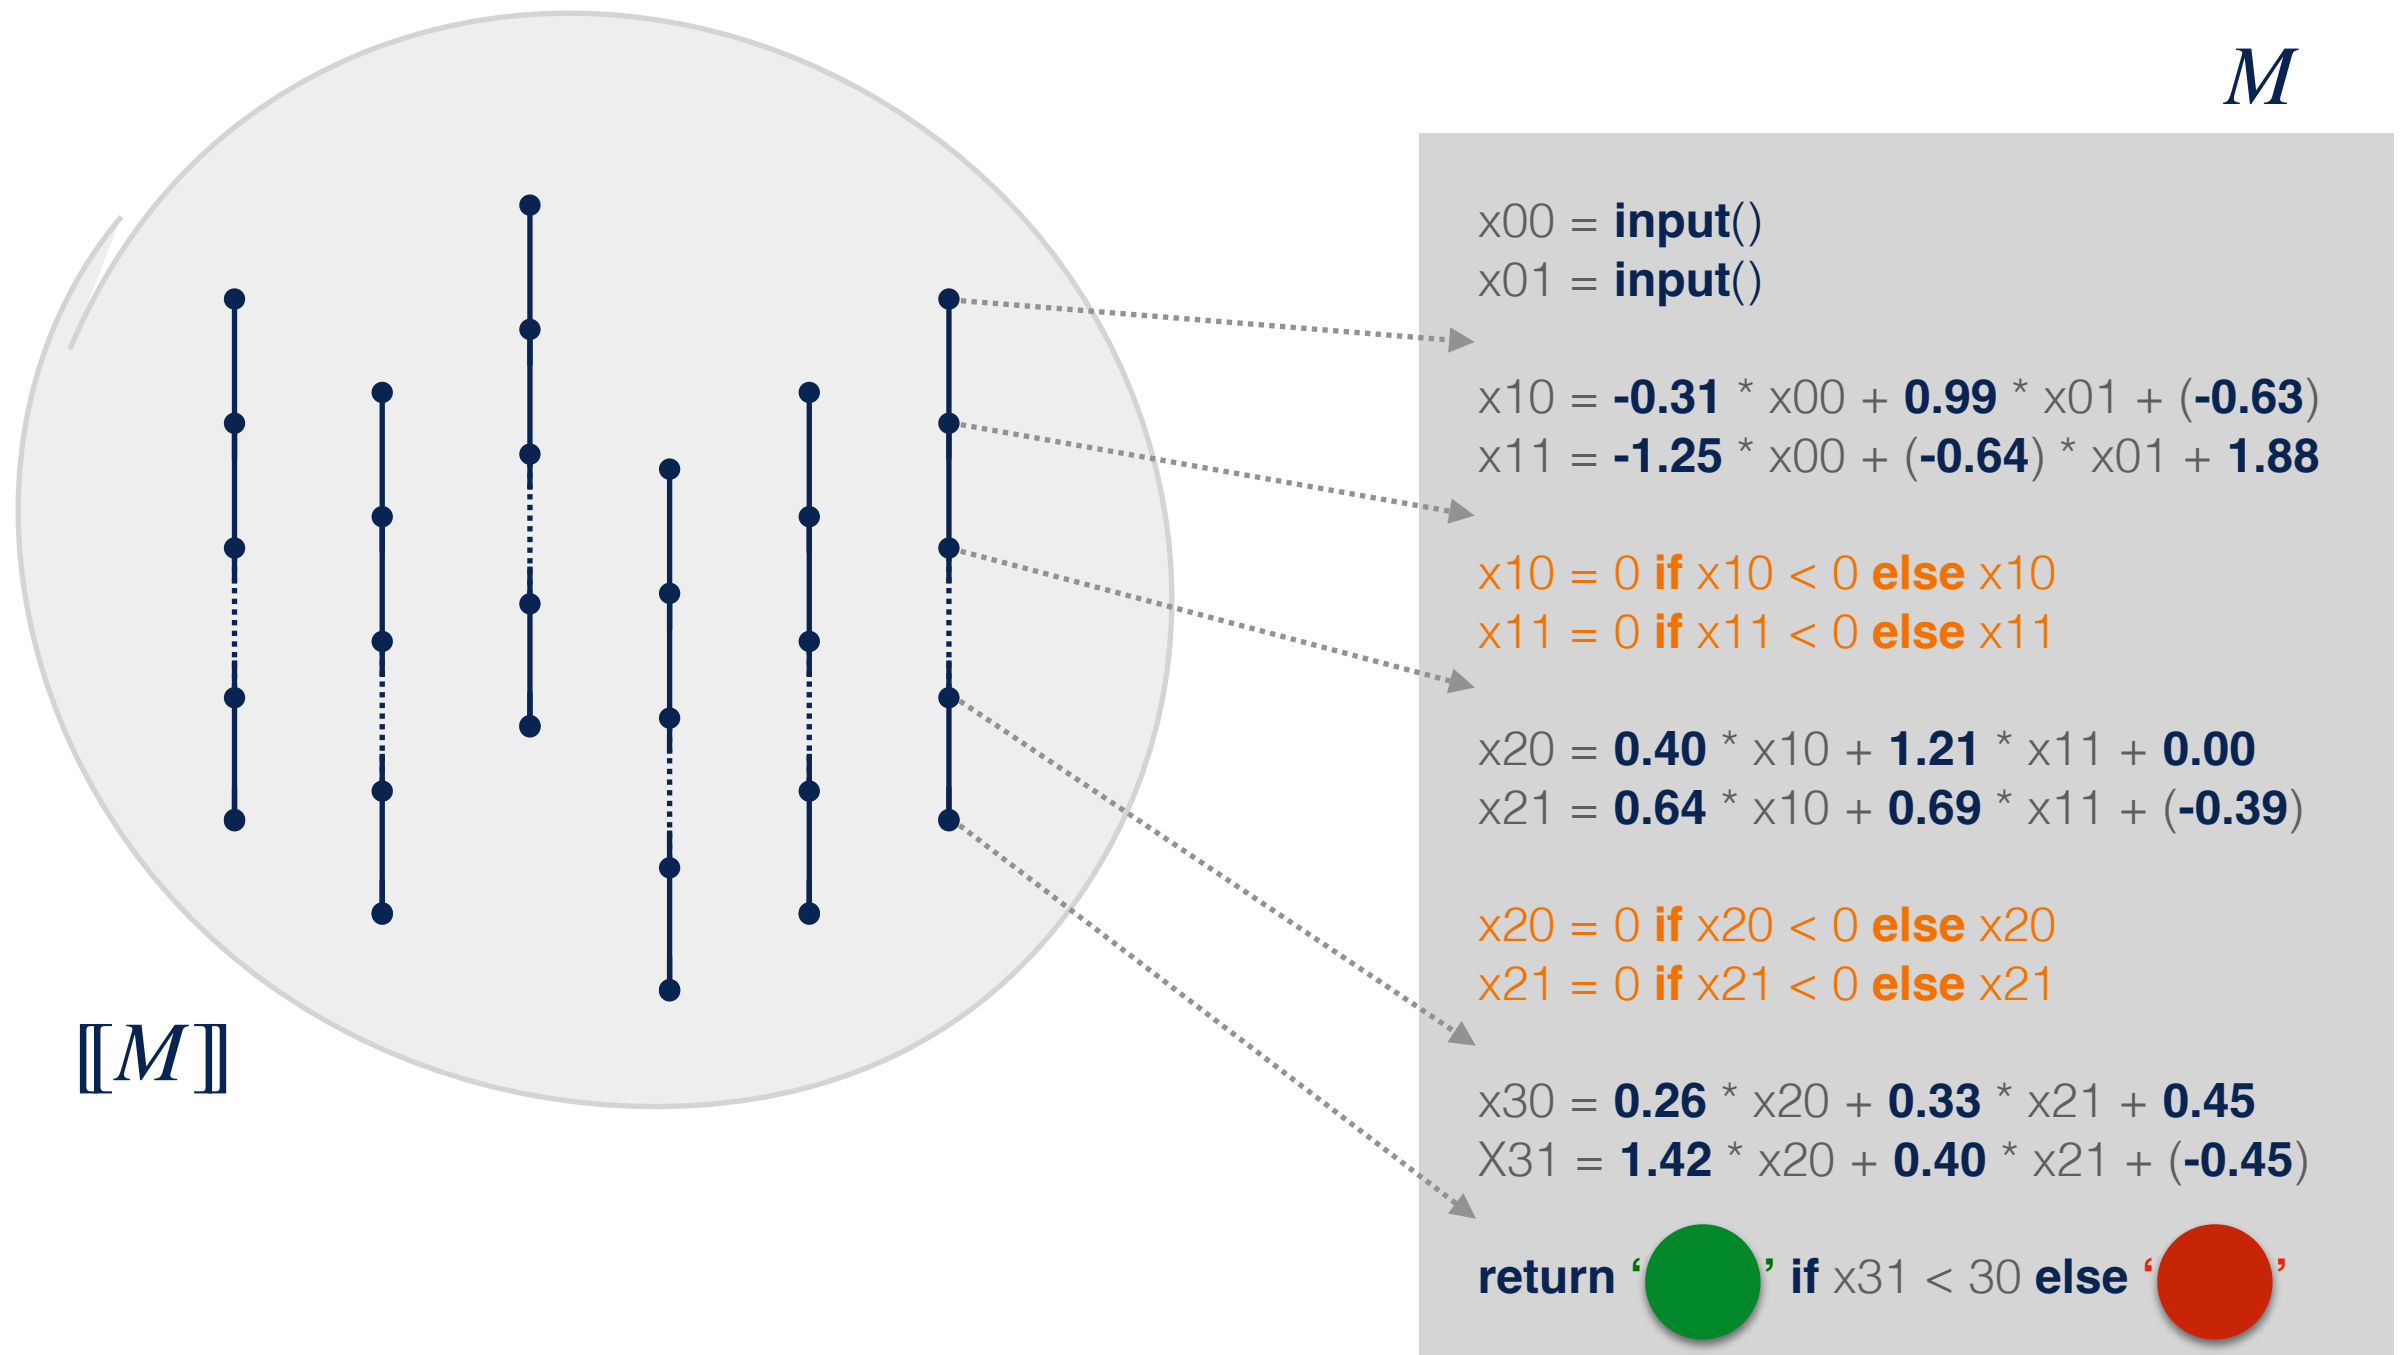 M
x00 = input()
x01 = input()
x10 = -0.31 * x00 + 0.99 * x01 + (-0.63)
x11 = -1.25 * x00 + (-0.64) * x01 + 1.88
x10 = 0 if x10 < 0 else x10
x11 = 0 if x11 < 0 else x11
x20 = 0.40 * x10 + 1.21 * x11 + 0.00
x21 = 0.64 * x10 + 0.69 * x11 + (-0.39)
x20 = 0 if x20 < 0 else x20
x21 = 0 if x21 < 0 else x21
x30 = 0.26 * x20 + 0.33 * x21 + 0.45
X31 = 1.42 * x20 + 0.40 * x21 + (-0.45)
return ‘ ’ if x31 < 30 else ‘ ’
⟦M⟧